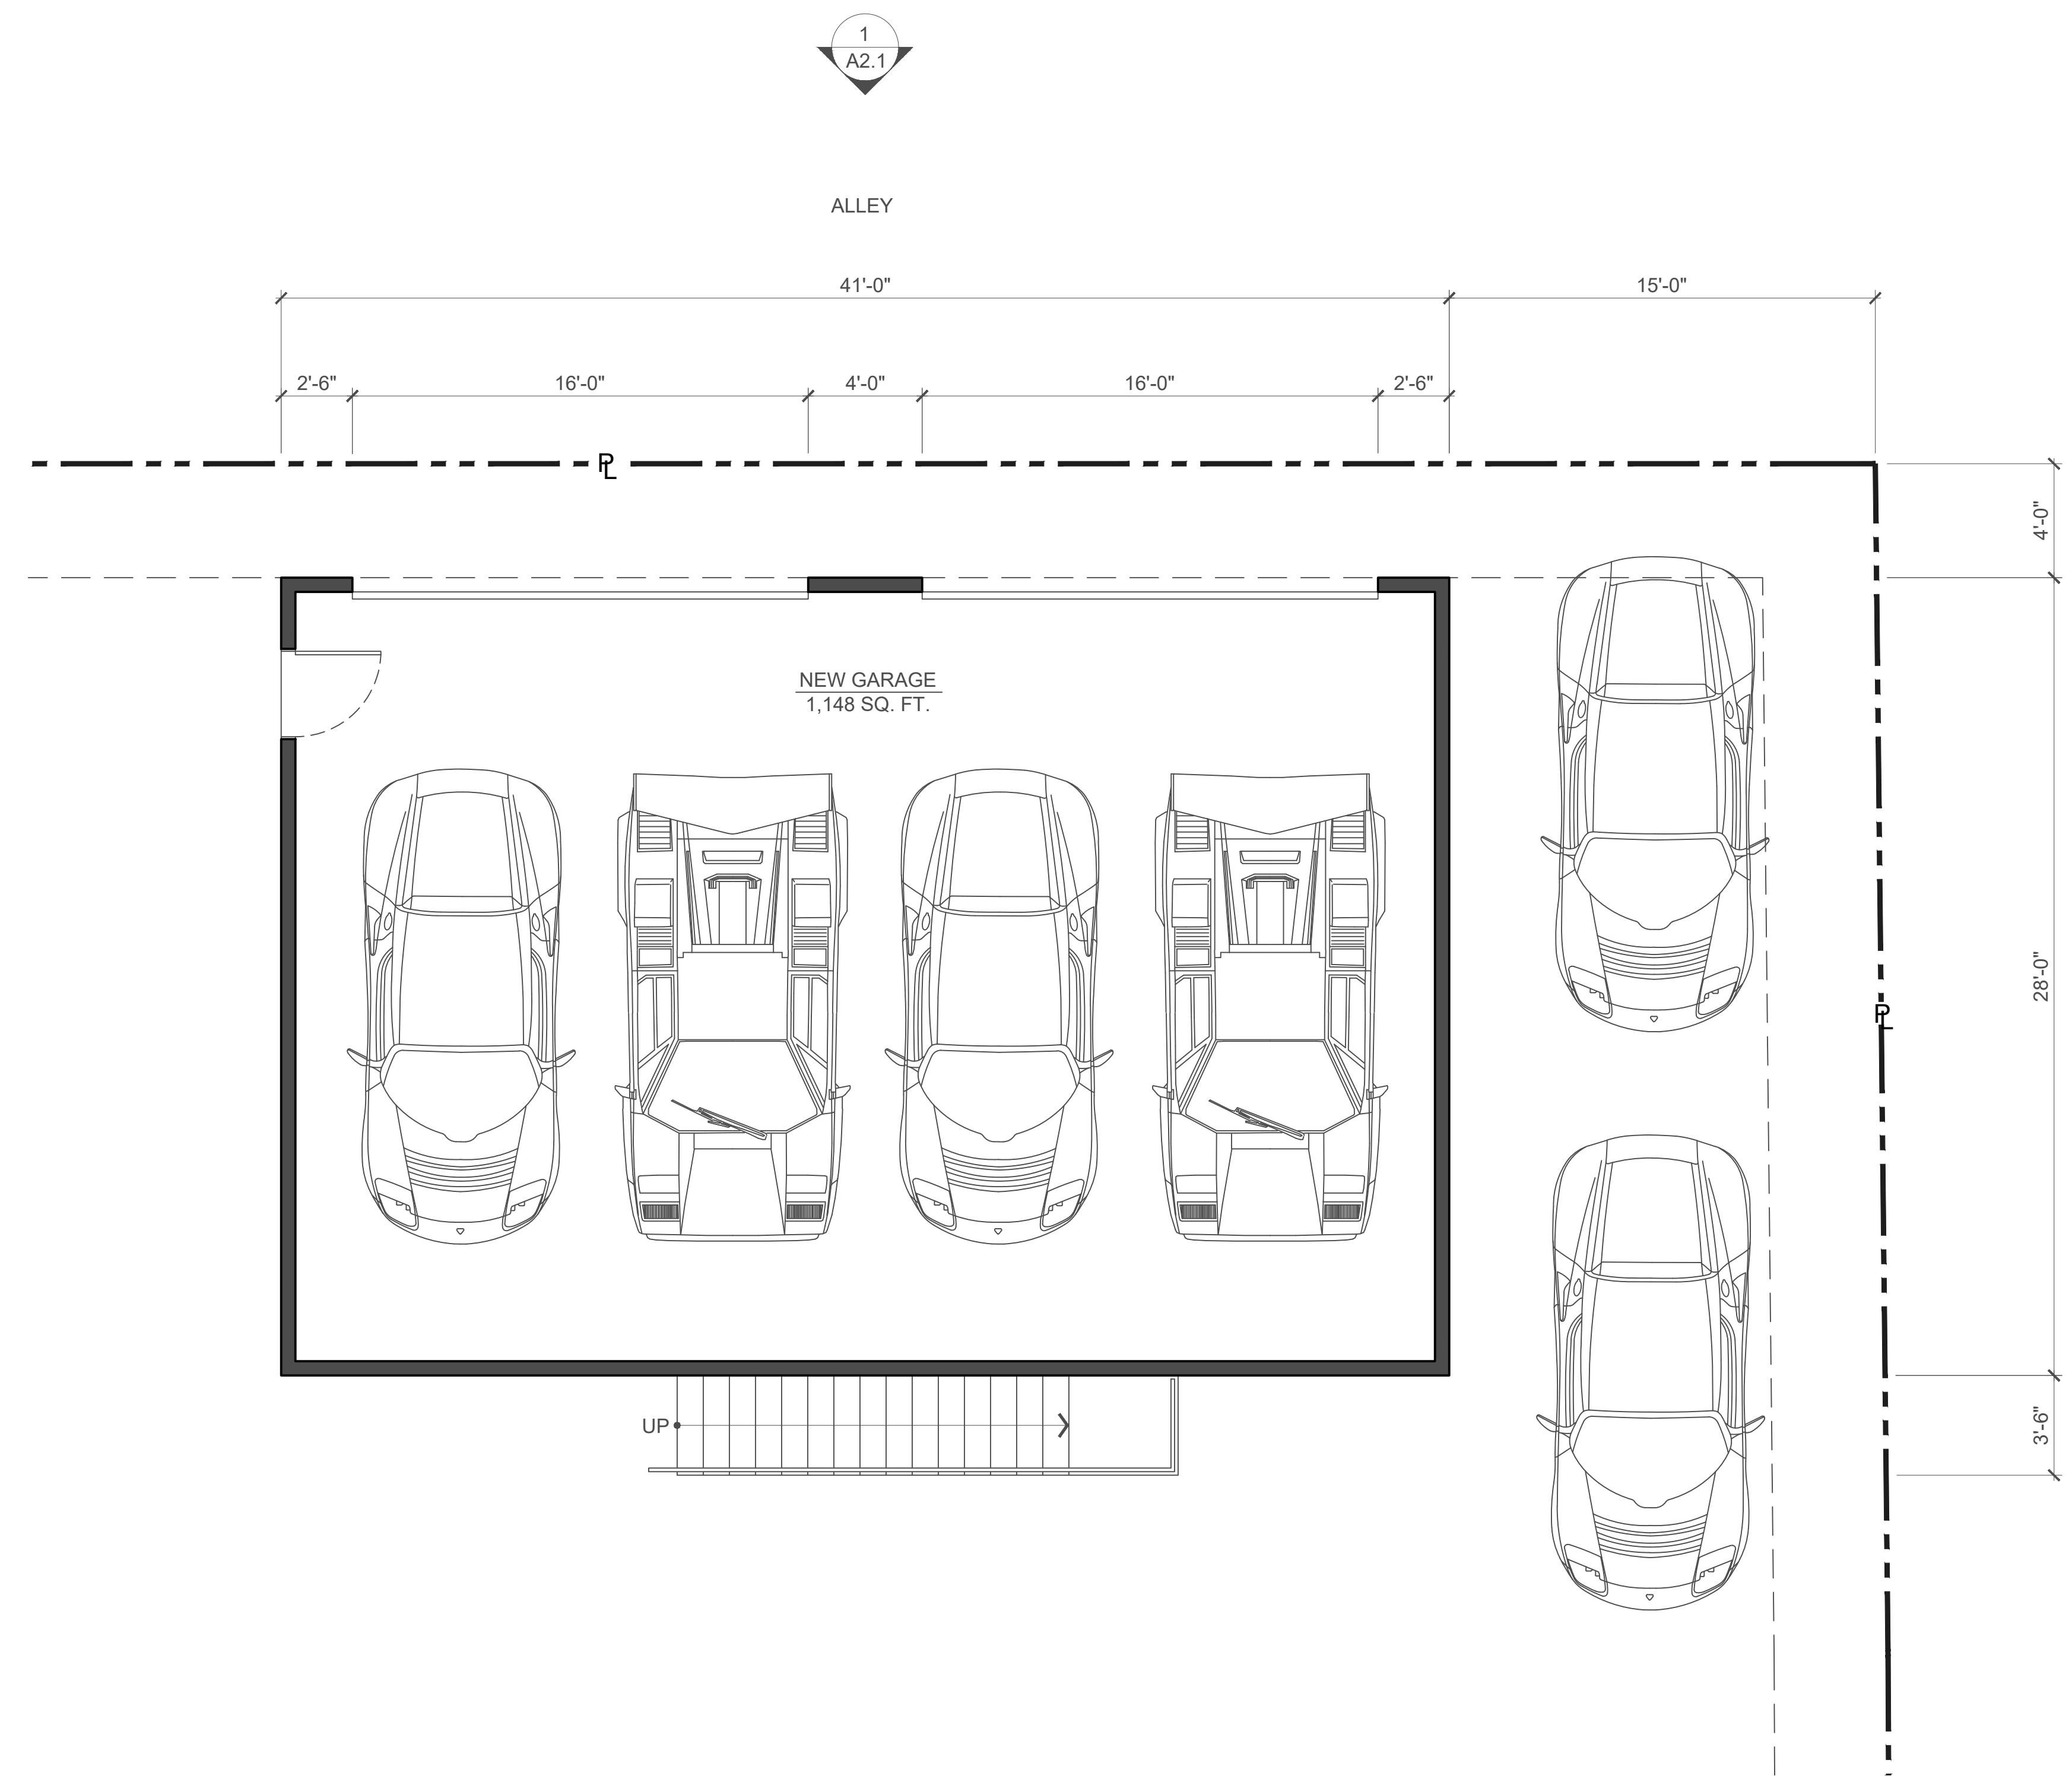 1
A2.1
ALLEY
41'-0"
15'-0"
2'-6"
16'-0"
4'-0"
16'-0"
2'-6"
PL
4'-0"
NEW GARAGE
1,148 SQ. FT.
28'-0"
PL
UP
3'-6"